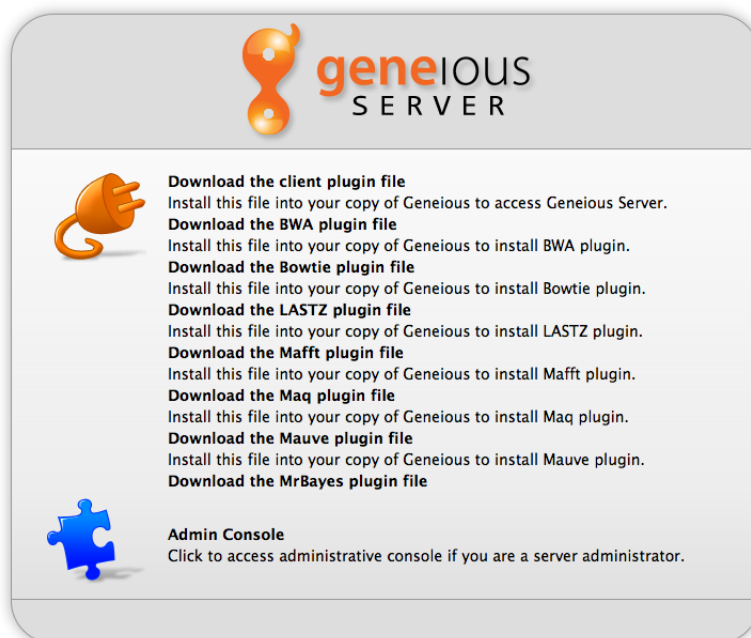 geneious
SERVER
Download the client plugin file
Install this file into your copy of Geneious to access Geneious Server.
Download the BWA plugin file
Install this file into your copy of Geneious to install BWA plugin.
Download the Bowtie plugin file
Install this file into your copy of Geneious to install Bowtie plugin.
Download the LASTZ plugin file
Install this file into your copy of Geneious to install LASTZ plugin.
Download the Mafft plugin file
Install this file into your copy of Geneious to install Mafft plugin.
Download the Maq plugin file
Install this file into your copy of Geneious to install Maq plugin.
Download the Mauve plugin file
Install this file into your copy of Geneious to install Mauve plugin.
Download the MrBayes plugin file
Admin Console
Click to access administrative console if you are a server administrator.